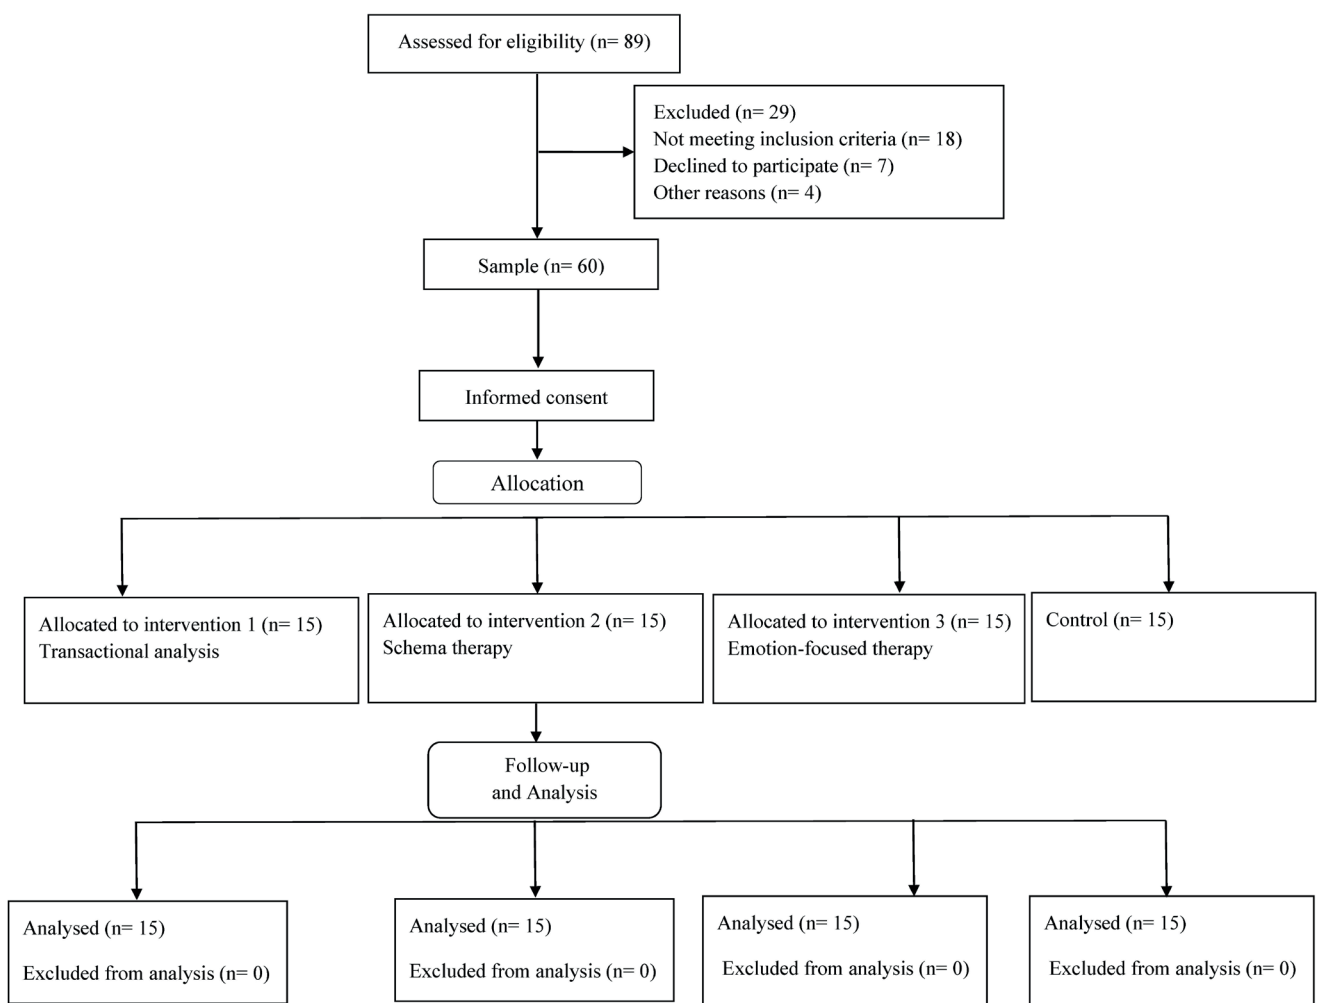 Assessed for eligibility (n= 89)
Excluded (n= 29)
Not meeting inclusion criteria (n= 18)
Declined to participate (n= 7)
Other reasons (n= 4)
Sample (n= 60)
Informed consent
Allocation
Allocated to intervention 1 (n= 15)
Transactional analysis
Allocated to intervention 2 (n= 15)
Schema therapy
Allocated to intervention 3 (n= 15)
Emotion-focused therapy
Control (n= 15)
Follow-up
and Analysis
Analysed (n= 15)
Excluded from analysis (n= 0)
Analysed (n= 15)
Excluded from analysis (n= 0)
Analysed (n= 15)
Excluded from analysis (n= 0)
Analysed (n= 15)
Excluded from analysis (n= 0)